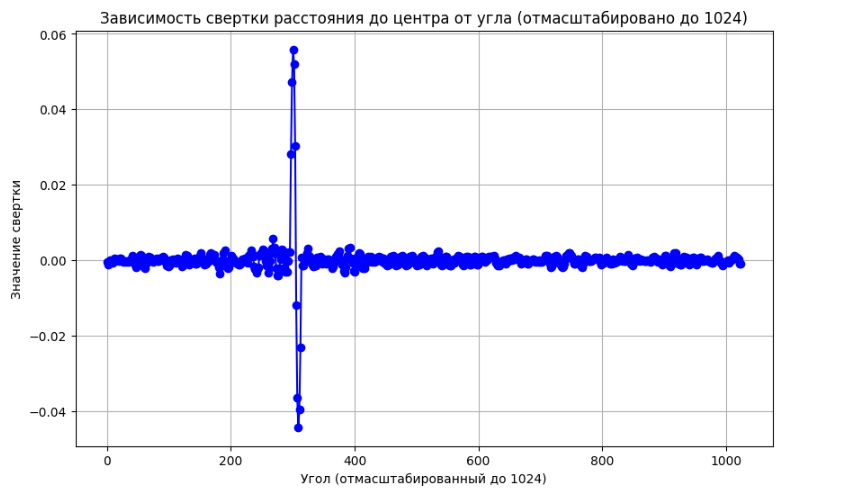 Зависимость свертки расстояния до центра от угла (отмасштабировано до 1024)
0.06
0.04
0.02
0.00
−0.02
−0.04
Значение свертки
0 200 400 600 800 1000
Угол (отмасштабированный до 1024)